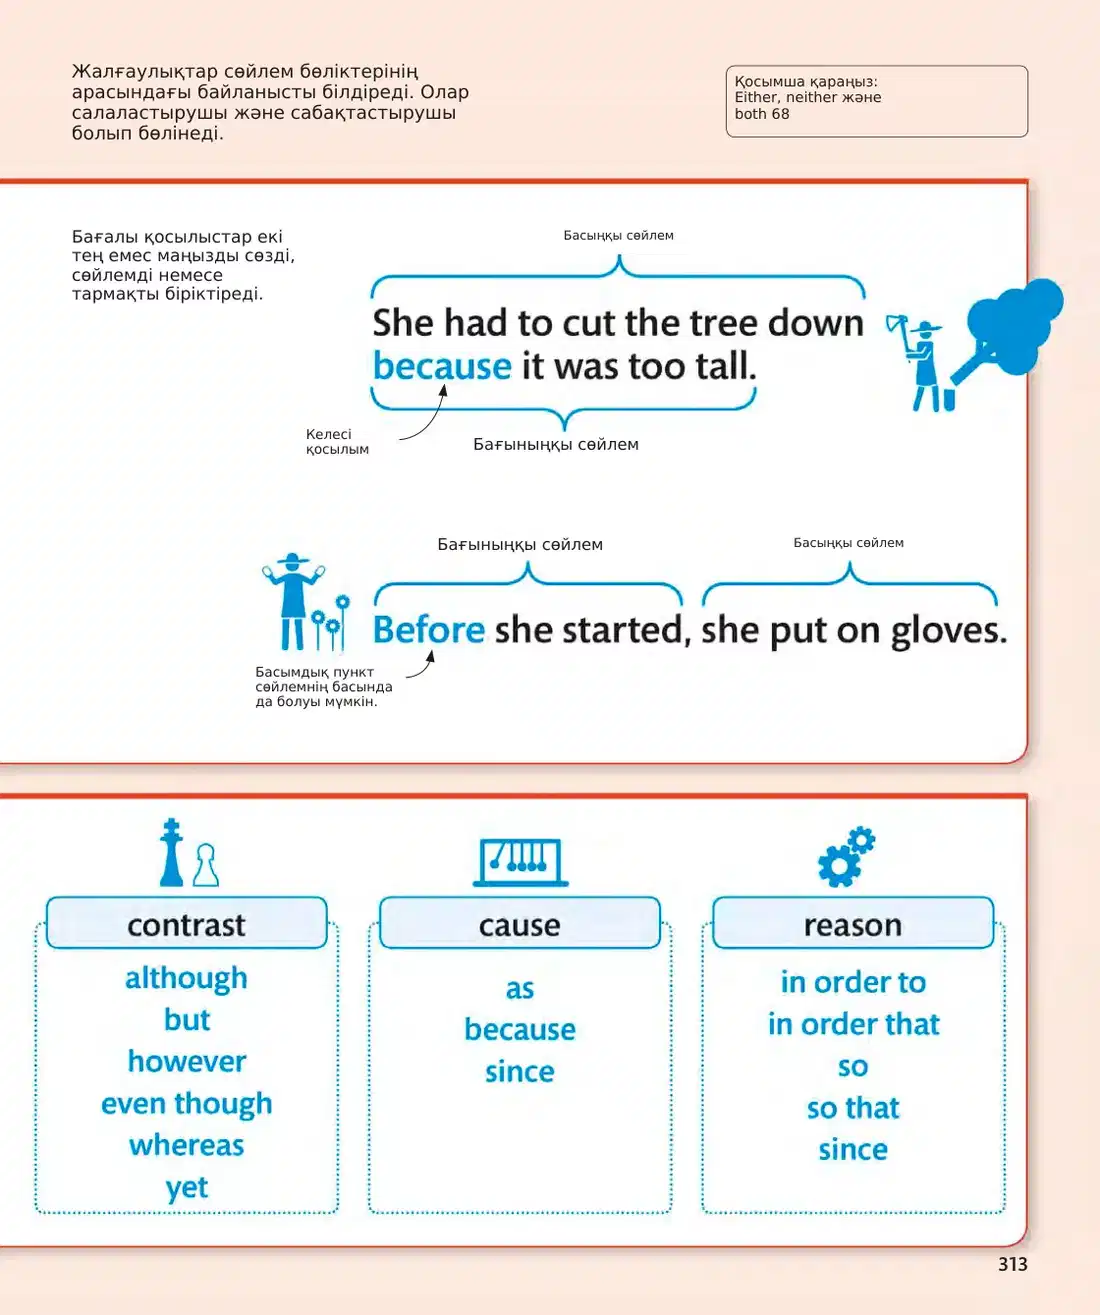 Жалғаулықтар сөйлем бөліктерінің
арасындағы байланысты білдіреді. Олар
салаластырушы және сабақтастырушы
болып бөлінеді.
Қосымша қараңыз:
Either, neither және
both 68
Бағалы қосылыстар екі
тең емес маңызды сөзді,
сөйлемді немесе
тармақты біріктіреді.
Басыңқы сөйлем
She had to cut the tree down
because it was too tall.
Келесі
қосылым
Бағыныңқы сөйлем
Бағыныңқы сөйлем
Басыңқы сөйлем
Before she started, she put on gloves.
Басымдық пункт
сөйлемнің басында
да болуы мүмкін.
contrast
although
but
however
even though
whereas
yet
cause
as
because
since
reason
in order to
in order that
so
so that
since
313